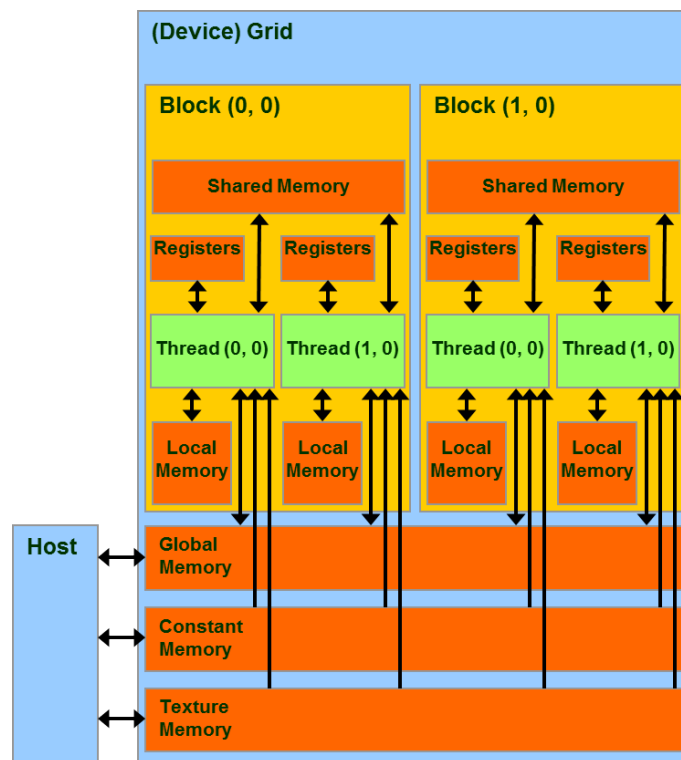 (Device) Grid
Block (0, 0)
Block (1, 0)
Shared Memory
Shared Memory
Registers
Registers
Registers
Registers
Thread (0, 0)
Thread (1, 0)
Thread (0, 0)
Thread (1, 0)
Local
Memory
Local
Memory
Local
Memory
Local
Memory
Host
Global
Memory
Constant
Memory
Texture
Memory